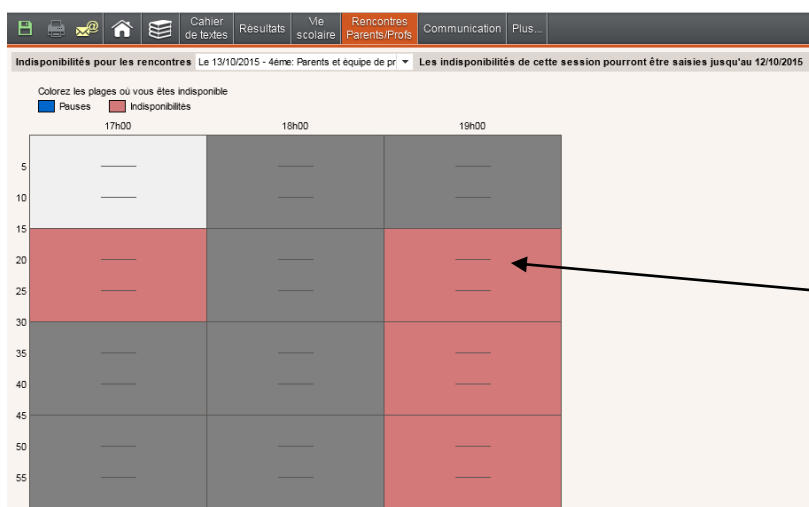 Cahier de textes Résultats Vie scolaire Rencontres Parents/Profs Communication Plus...
Indisponibilités pour les rencontres Le 13/10/2015 - 4ème: Parents et équipe de pr Les indisponibilités de cette session pourront être saisies jusqu'au 12/10/2015
Colorez les plages où vous êtes indisponible
Pauses Indisponibilités
17h00 18h00 19h00
5
10
15
20
25
30
35
40
45
50
55